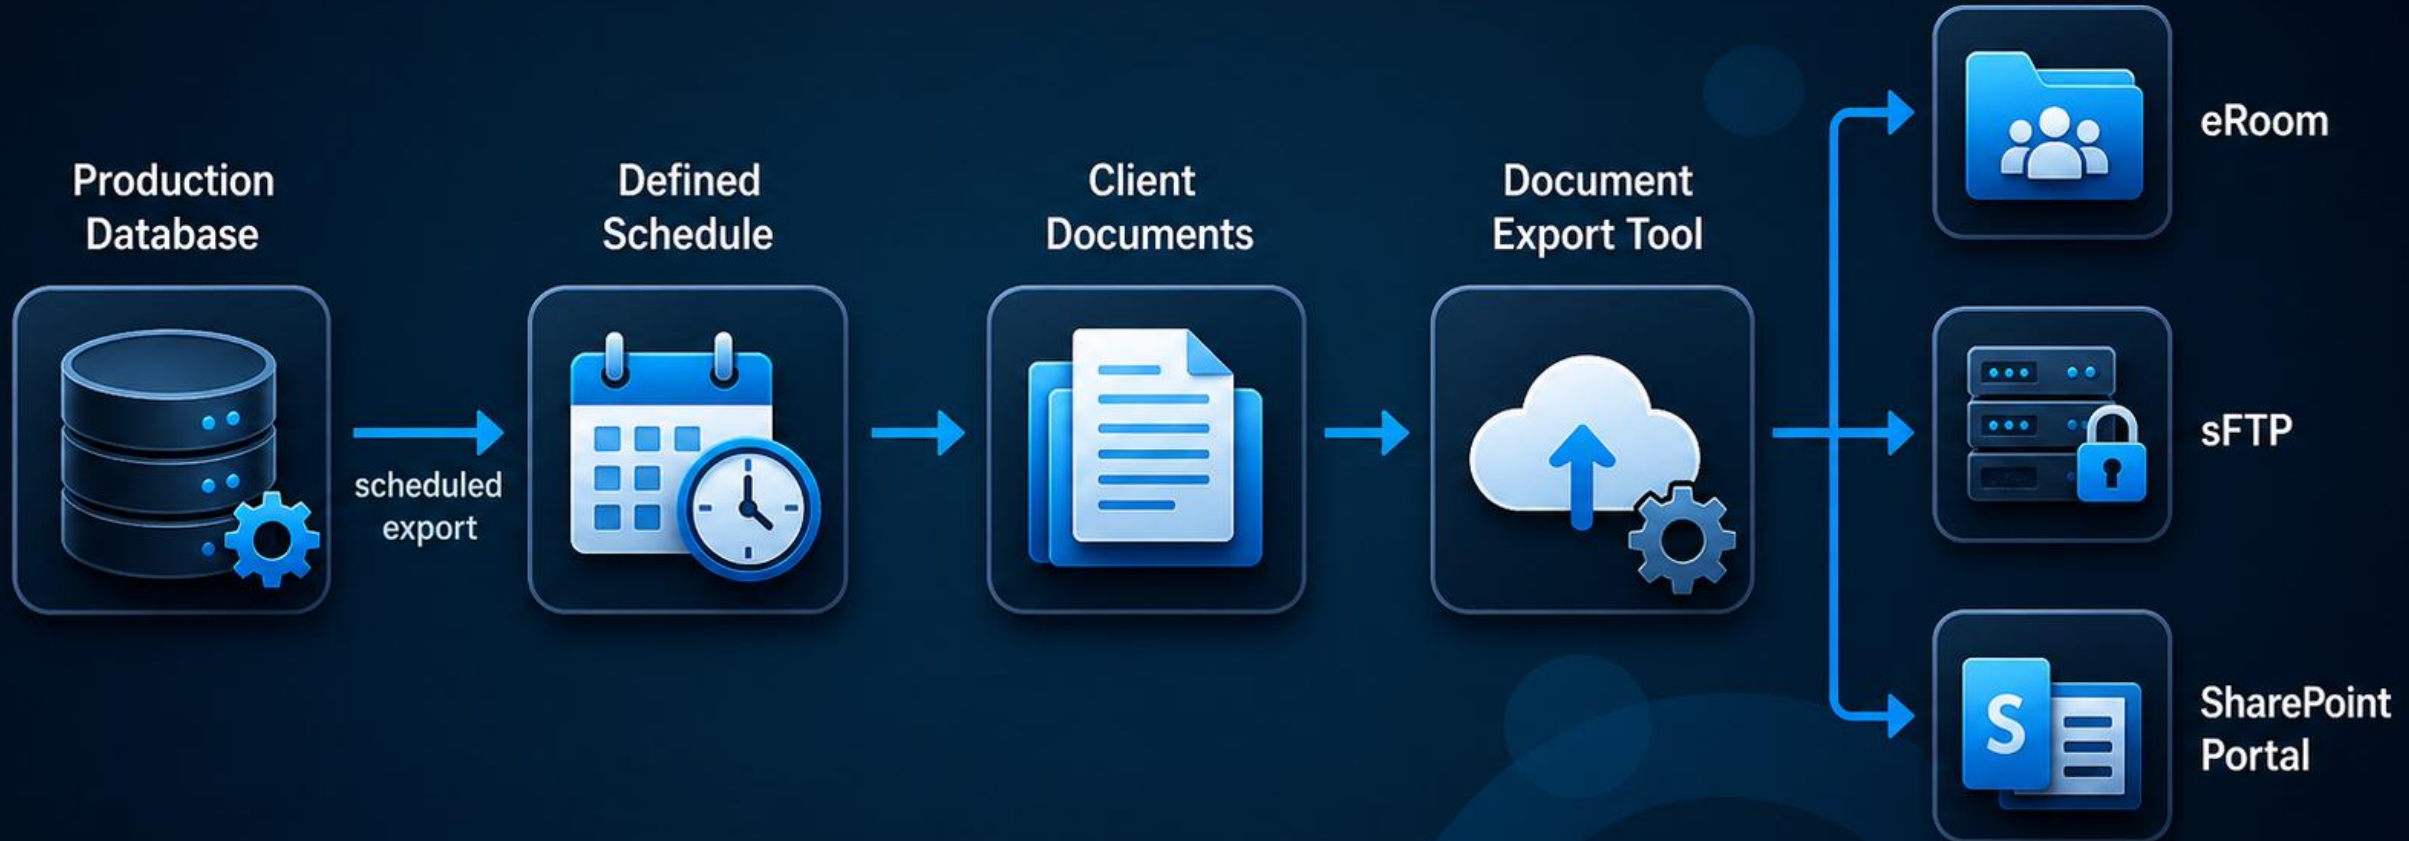 Production
Database
scheduled
export
Defined
Schedule
Client
Documents
Document
Export Tool
eRoom
sFTP
S
SharePoint
Portal